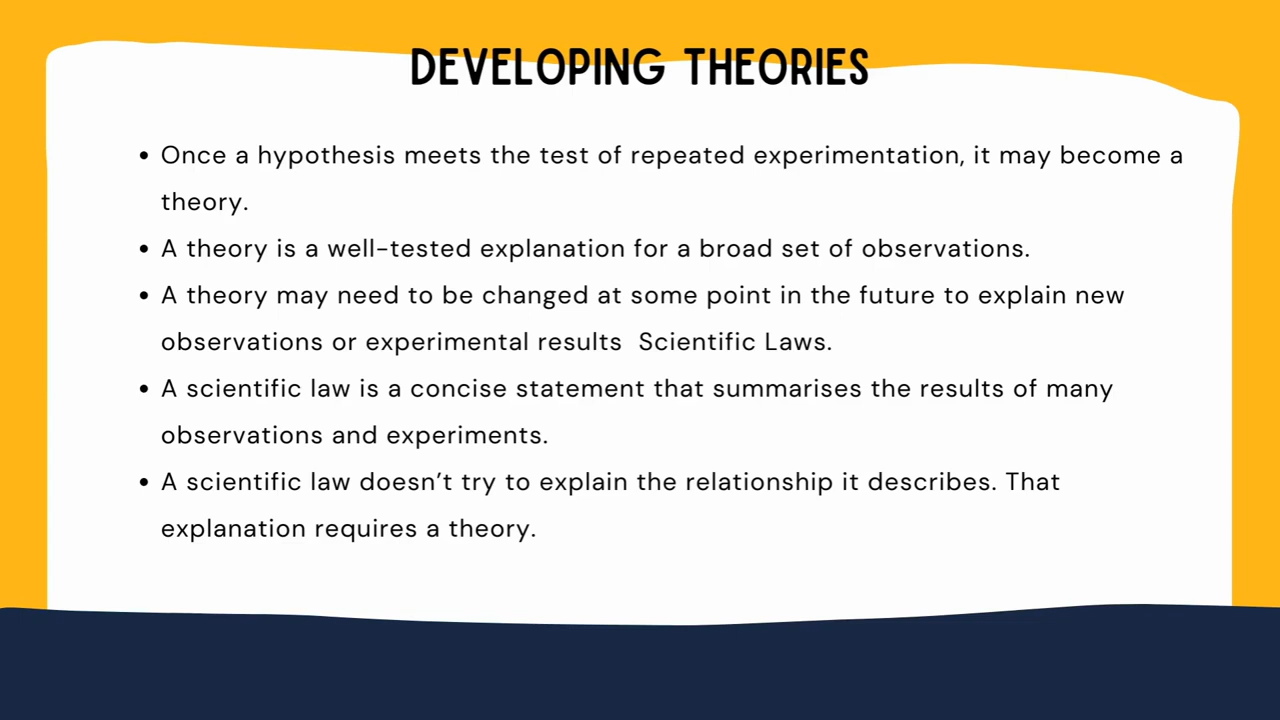 DEVELOPING THEORIES
• Once a hypothesis meets the test of repeated experimentation, it may become a
theory.
• A theory is a well-tested explanation for a broad set of observations.
• A theory may need to be changed at some point in the future to explain new
observations or experimental results  Scientific Laws.
• A scientific law is a concise statement that summarises the results of many
observations and experiments.
• A scientific law doesn’t try to explain the relationship it describes. That
explanation requires a theory.